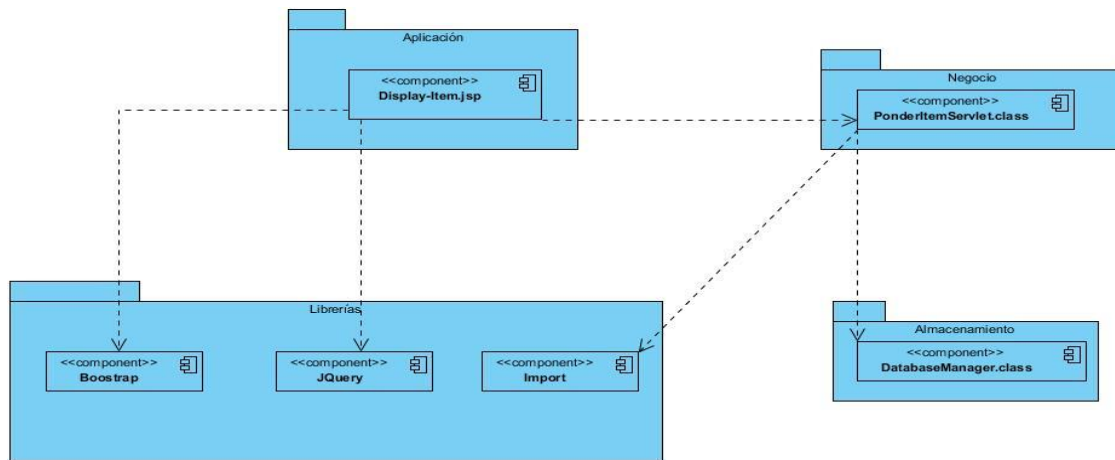 Aplicación
<<component>>
Display-Item.jsp
Negocio
<<component>>
PonderItemServlet.class
Librerías
<<component>>
Boostrap
<<component>>
JQuery
<<component>>
Import
Almacenamiento
<<component>>
DatabaseManager.class